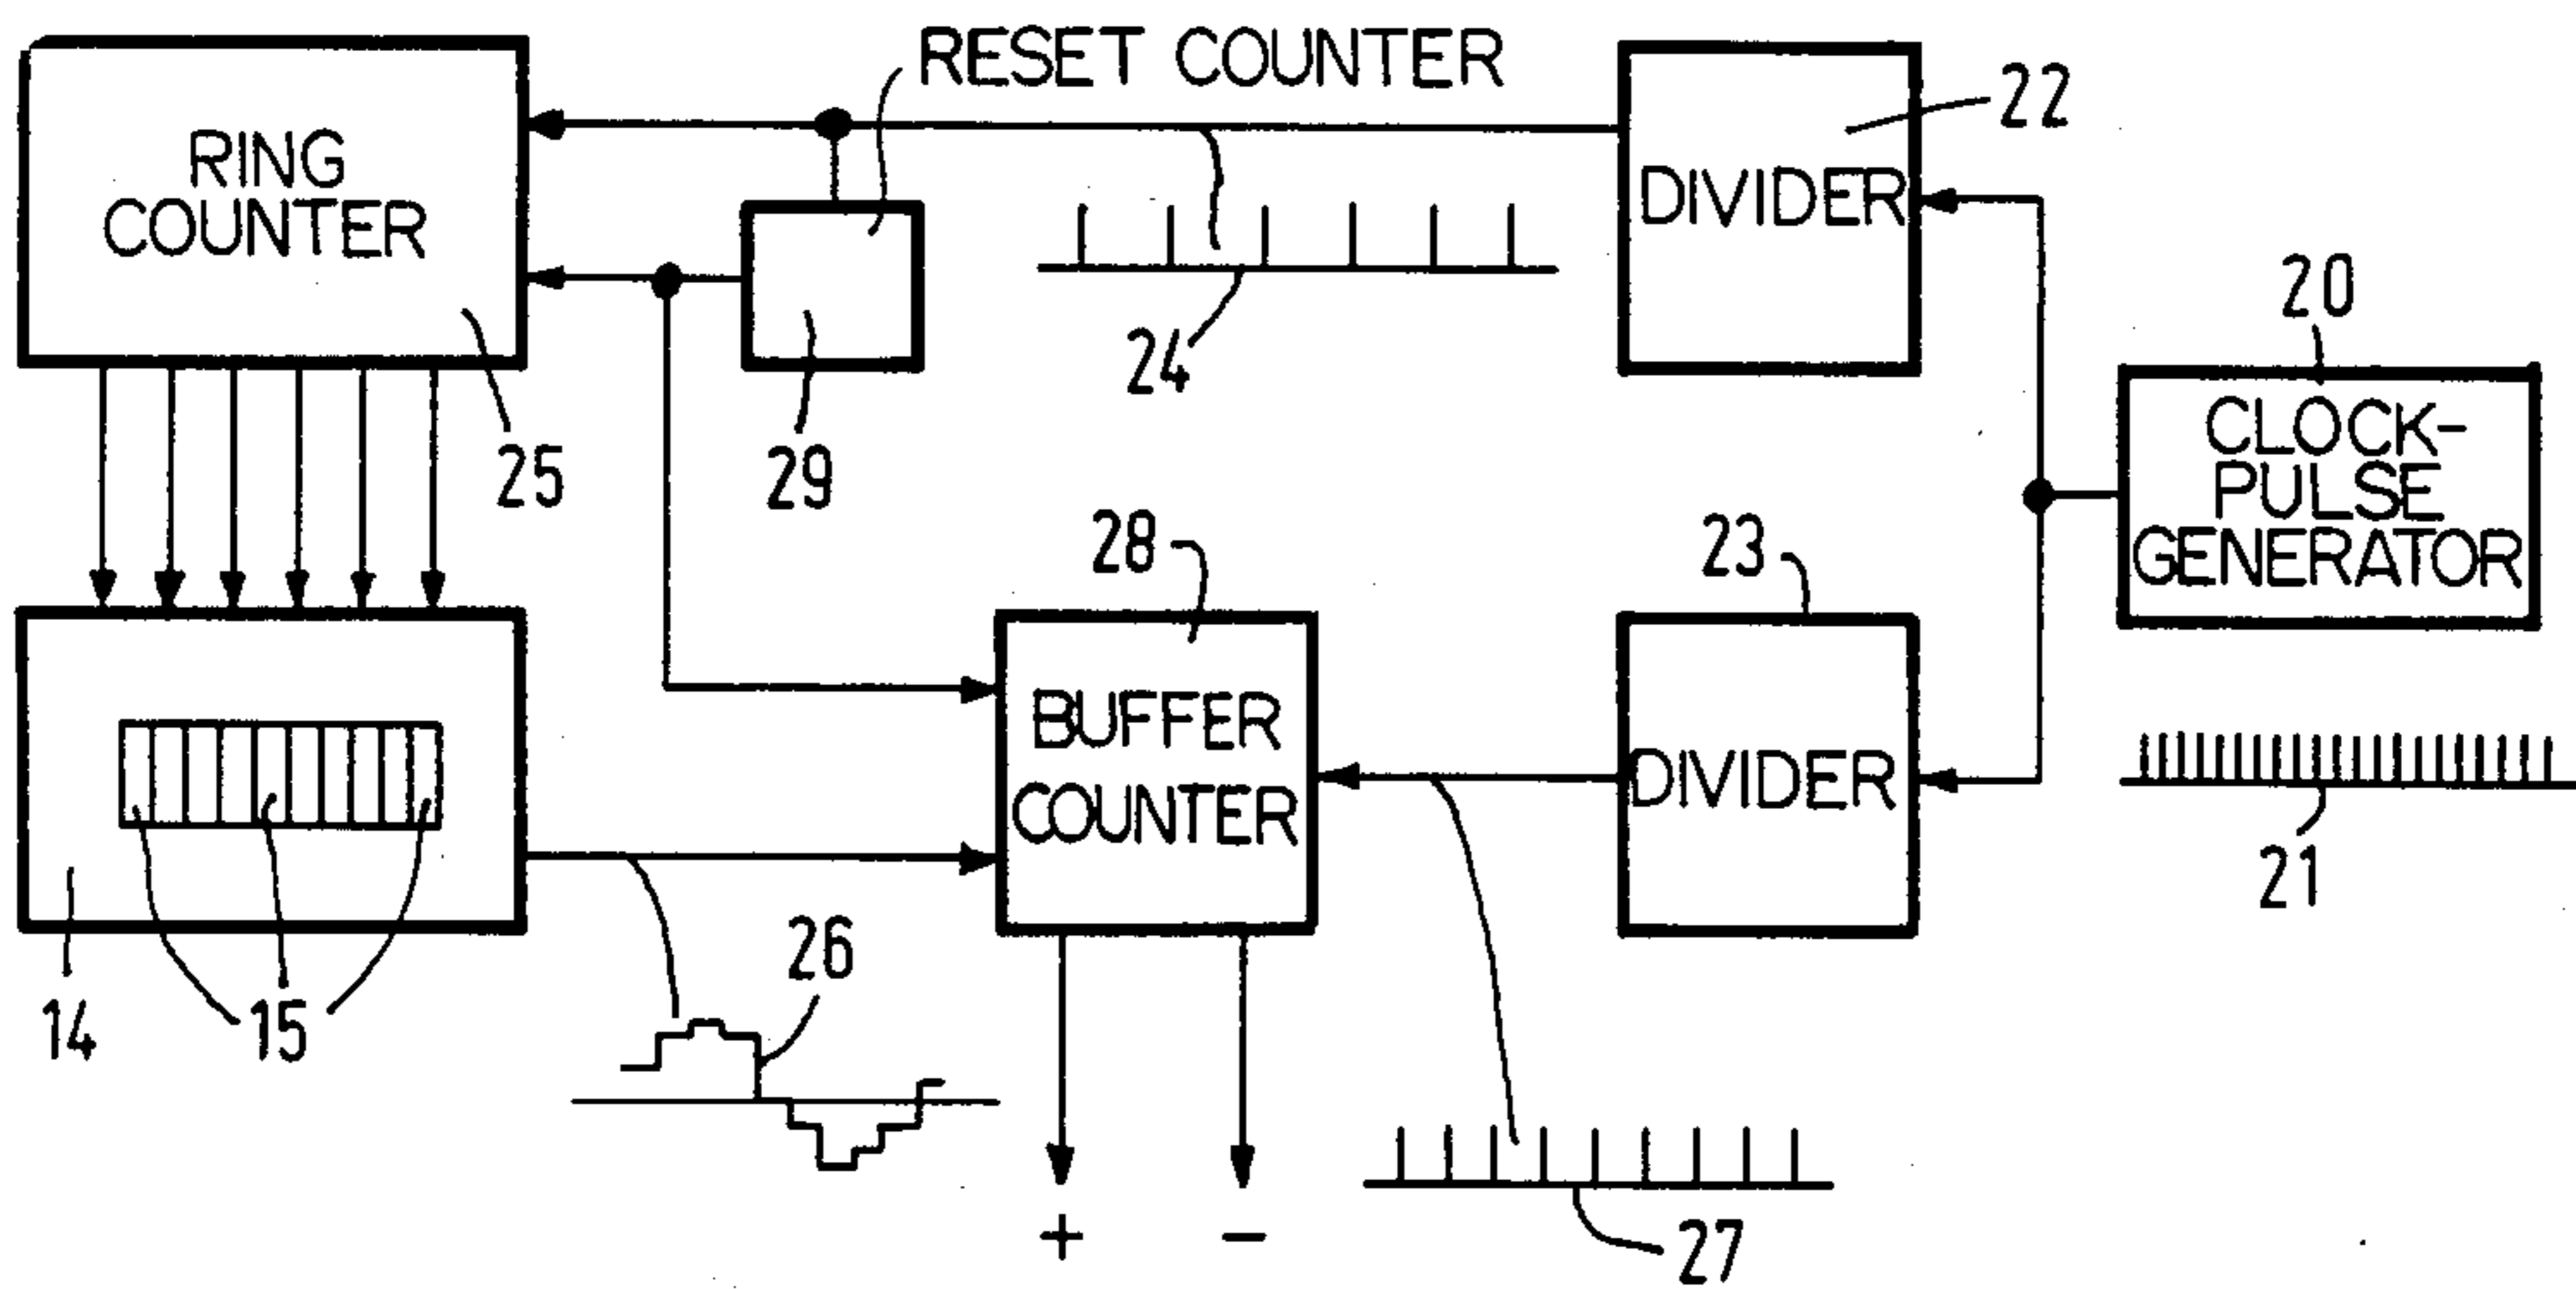 RESET COUNTER
22
RING
COUNTER
DIVIDER
20
24
CLOCK-
PULSE
GENERATOR
25
29
28
23
BUFFER
COUNTER
DIVIDER
21
26
14
15
+
−
27